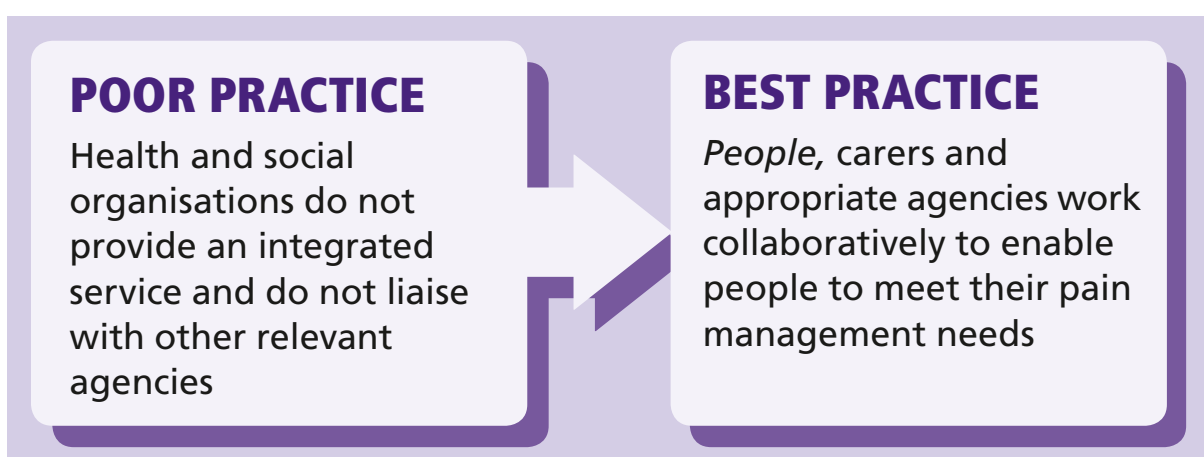 POOR PRACTICE
Health and social
organisations do not
provide an integrated
service and do not liaise
with other relevant
agencies
BEST PRACTICE
People, carers and
appropriate agencies work
collaboratively to enable
people to meet their pain
management needs